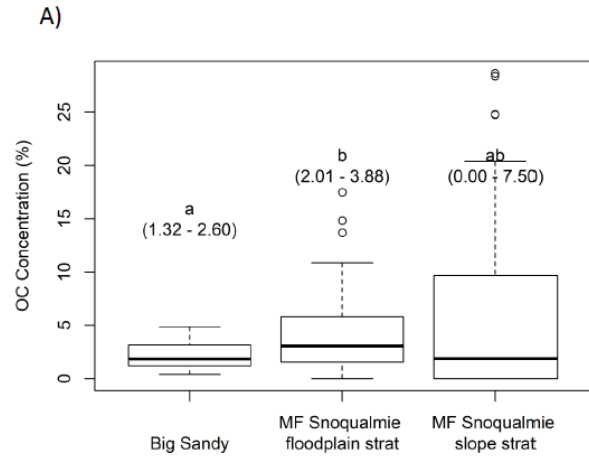 A)
OC Concentration (%)
25
20
15
10
5
0
a
(1.32 - 2.60)
b
(2.01 - 3.88)
ab
(0.00 - 7.50)
Big Sandy
MF Snoqualmie
floodplain strat
MF Snoqualmie
slope strat